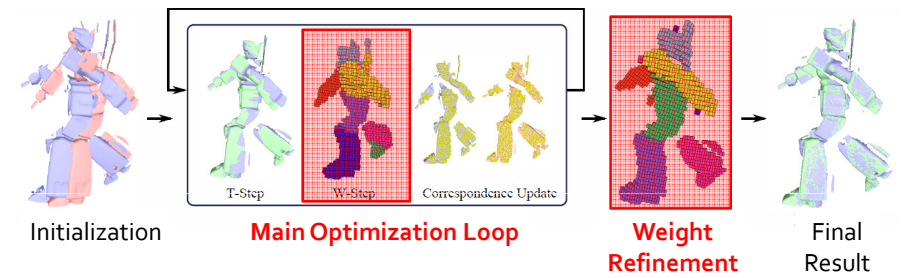 T-Step
W-Step
Correspondence Update
Initialization
Main Optimization Loop
Weight
Refinement
Final
Result